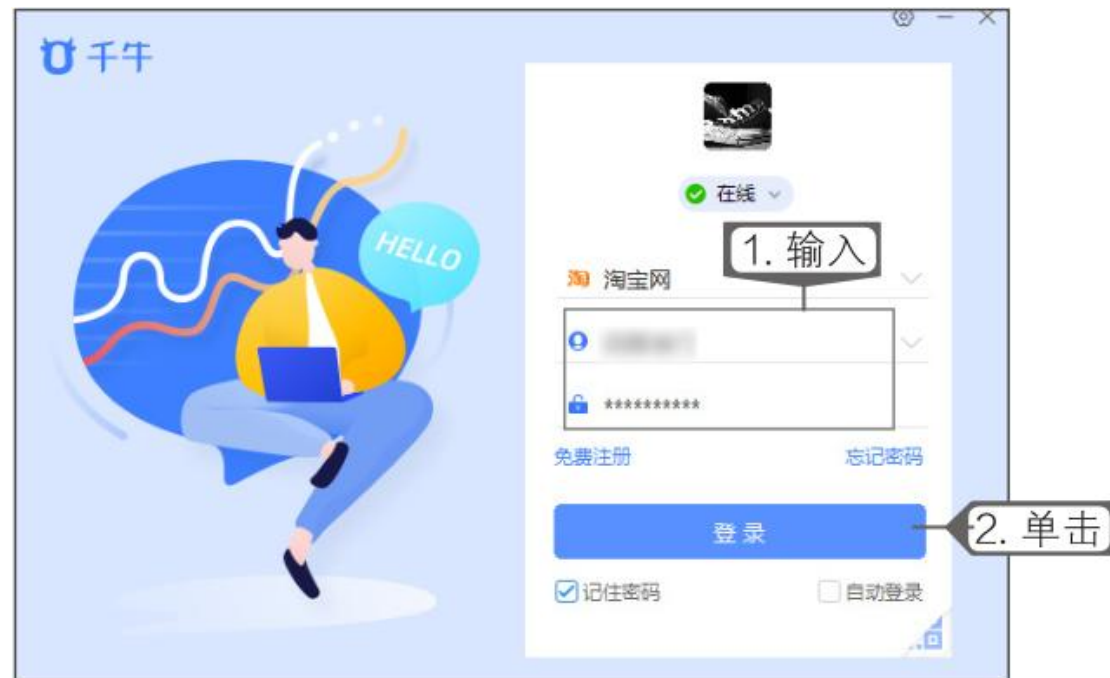 千牛
在线
HELLO
1. 输入
淘 淘宝网
**********
免费注册 忘记密码
登录
2. 单击
记住密码 自动登录